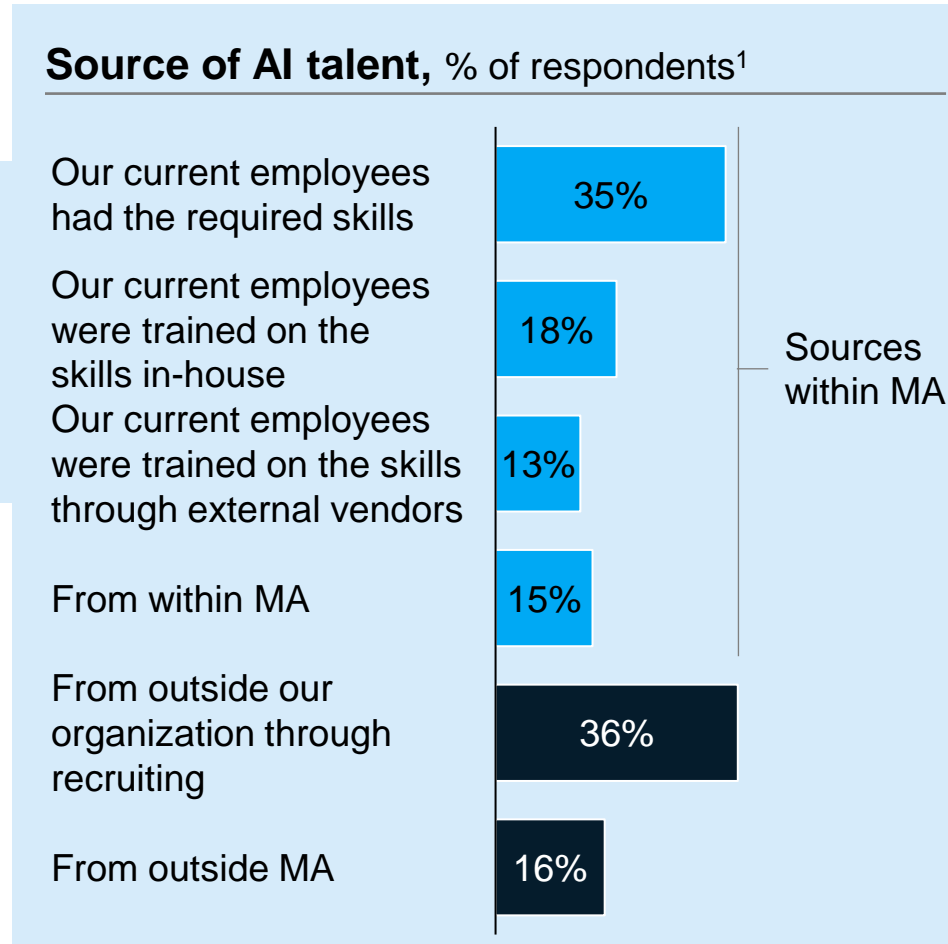 Source of AI talent, % of respondents¹
Our current employees
had the required skills
35%
Our current employees
were trained on the
skills in-house
18%
Our current employees
were trained on the skills
through external vendors
13%
From within MA
15%
Sources
within MA
From outside our
organization through
recruiting
36%
From outside MA
16%